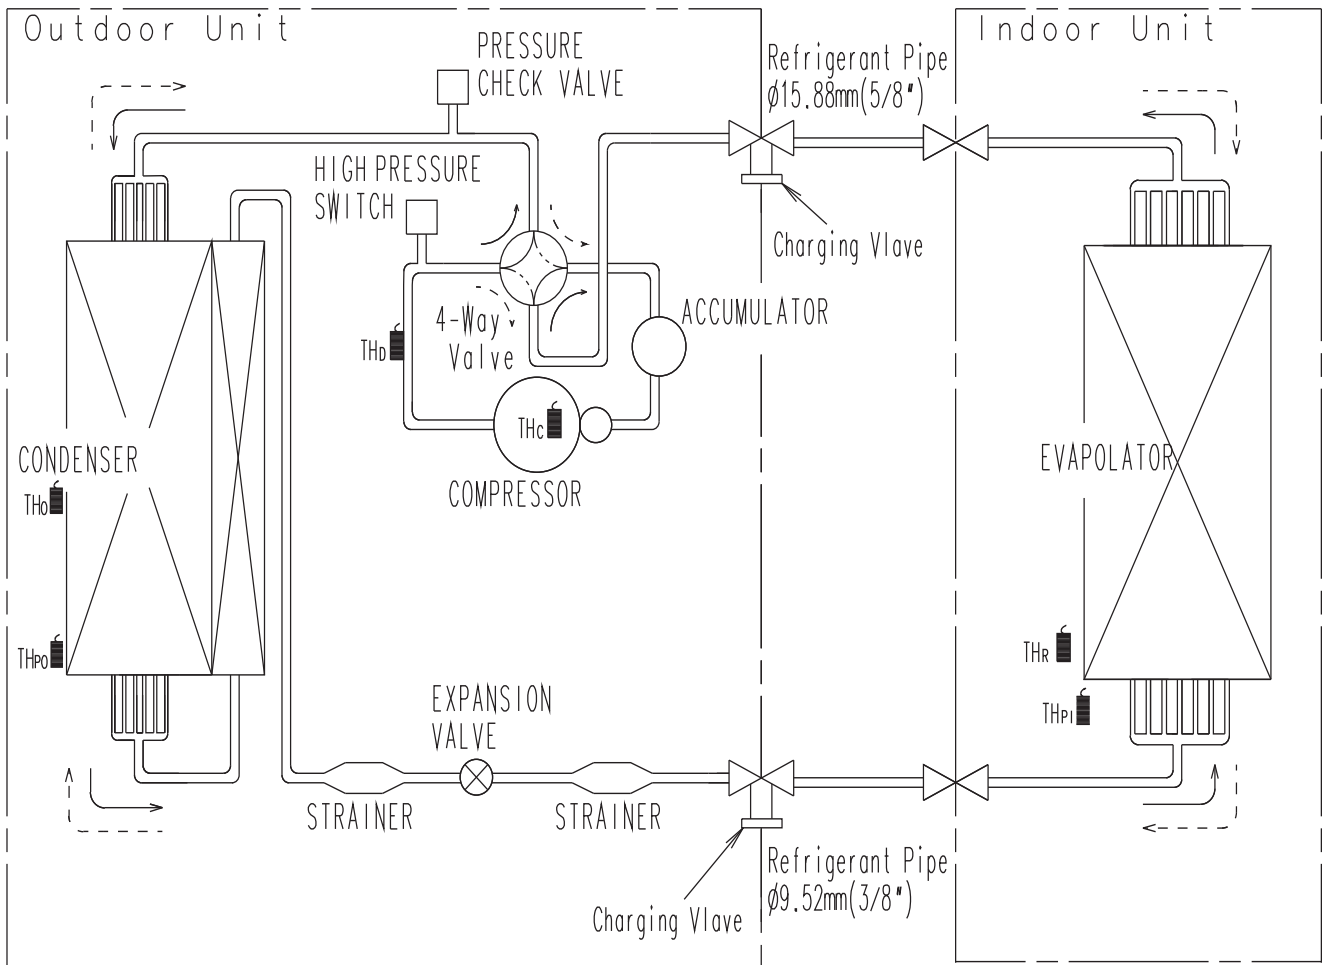 Outdoor Unit
PRESSURE
CHECK VALVE
Refrigerant Pipe
Ø15.88mm(5/8")
Indoor Unit
HIGH PRESSURE
SWITCH
Charging Vlave
4-Way
Valve
ACCUMULATOR
THD
THC
COMPRESSOR
CONDENSER
THO
THPO
EVAPOLATOR
THR
THPI
EXPANSION
VALVE
STRAINER
STRAINER
Refrigerant Pipe
Ø9.52mm(3/8")
Charging Vlave